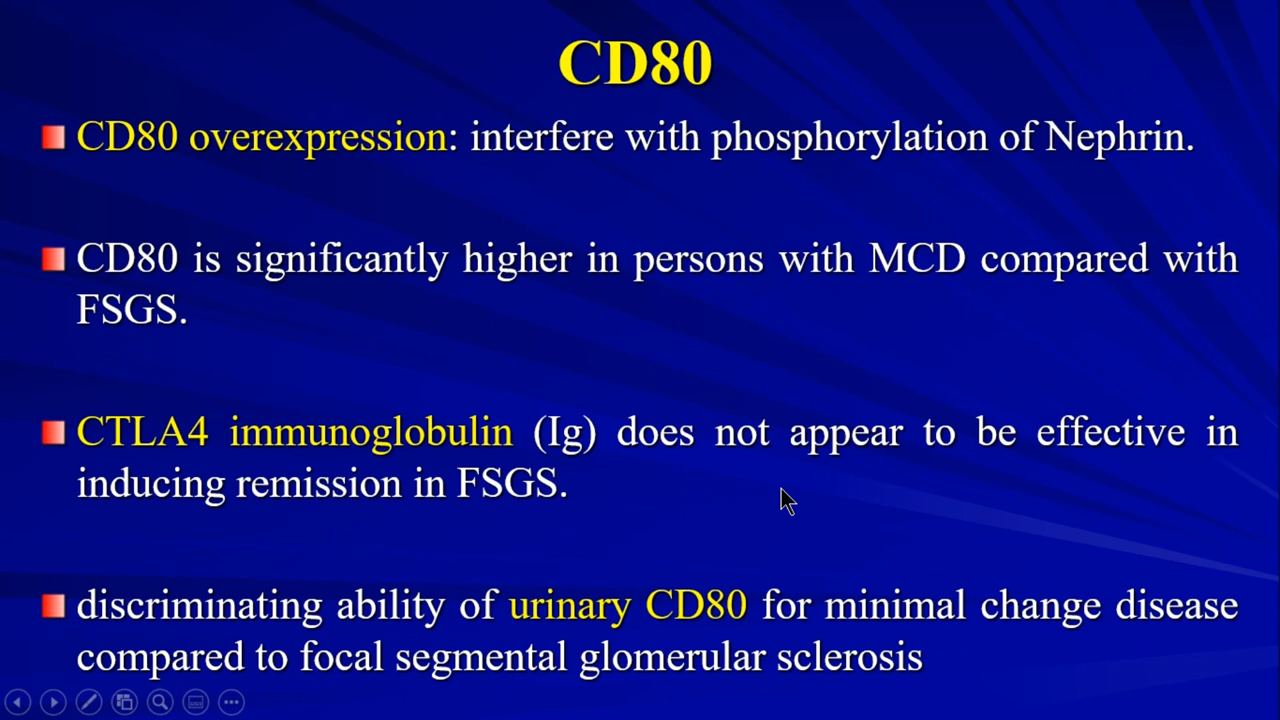 CD80
CD80 overexpression: interfere with phosphorylation of Nephrin.
CD80 is significantly higher in persons with MCD compared with
FSGS.
CTLA4 immunoglobulin (Ig) does not appear to be effective in
inducing remission in FSGS.
discriminating ability of urinary CD80 for minimal change disease
compared to focal segmental glomerular sclerosis